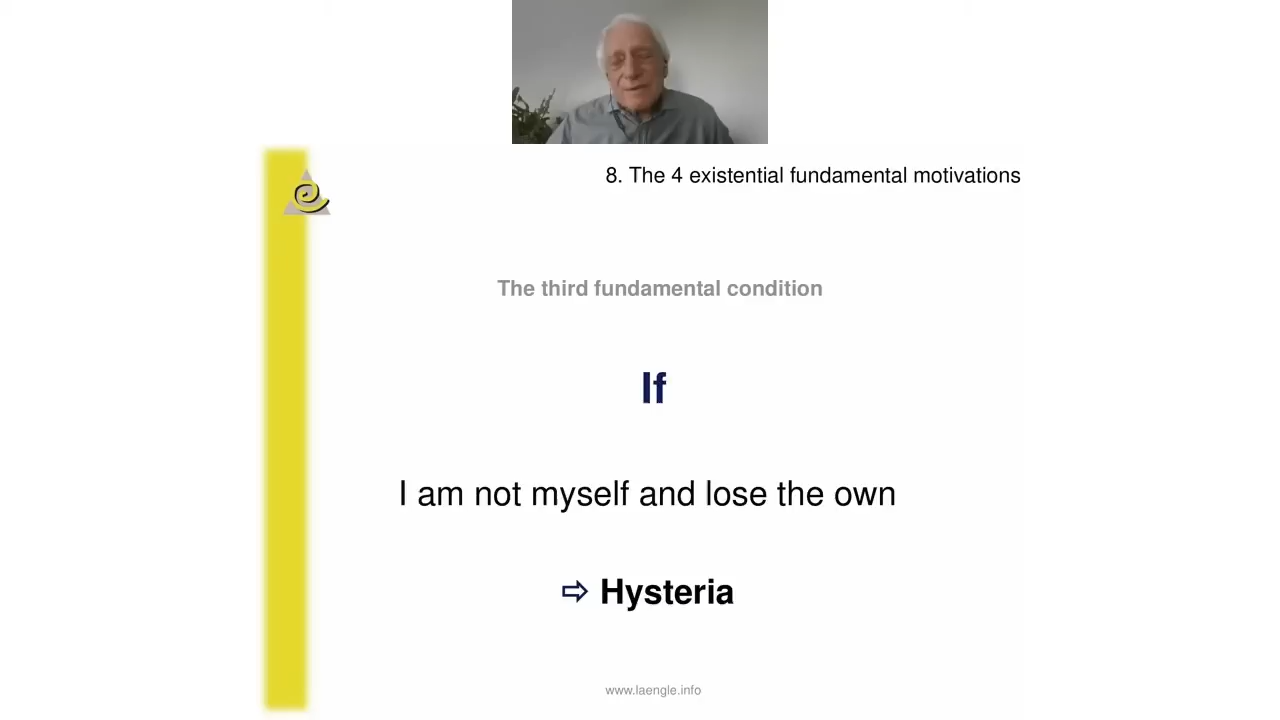 8. The 4 existential fundamental motivations
The third fundamental condition
If
I am not myself and lose the own
⇨ Hysteria
www.laengle.info